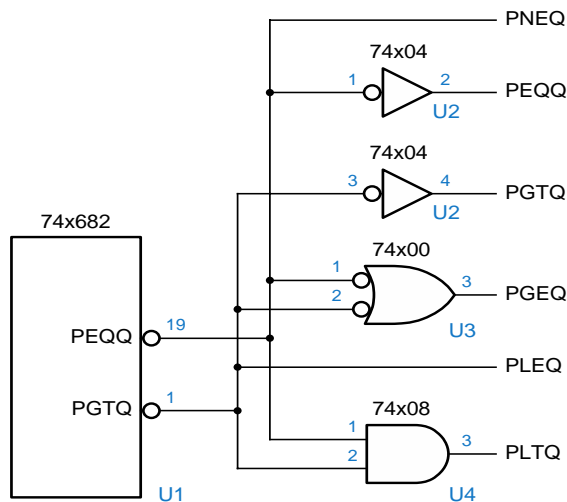 PNEQ
74x04
1
2
PEQQ
U2
74x04
3
4
PGTQ
U2
74x682
74x00
1
2
3
PGEQ
U3
PEQQ
19
PLEQ
PGTQ
1
74x08
1
2
3
PLTQ
U1
U4